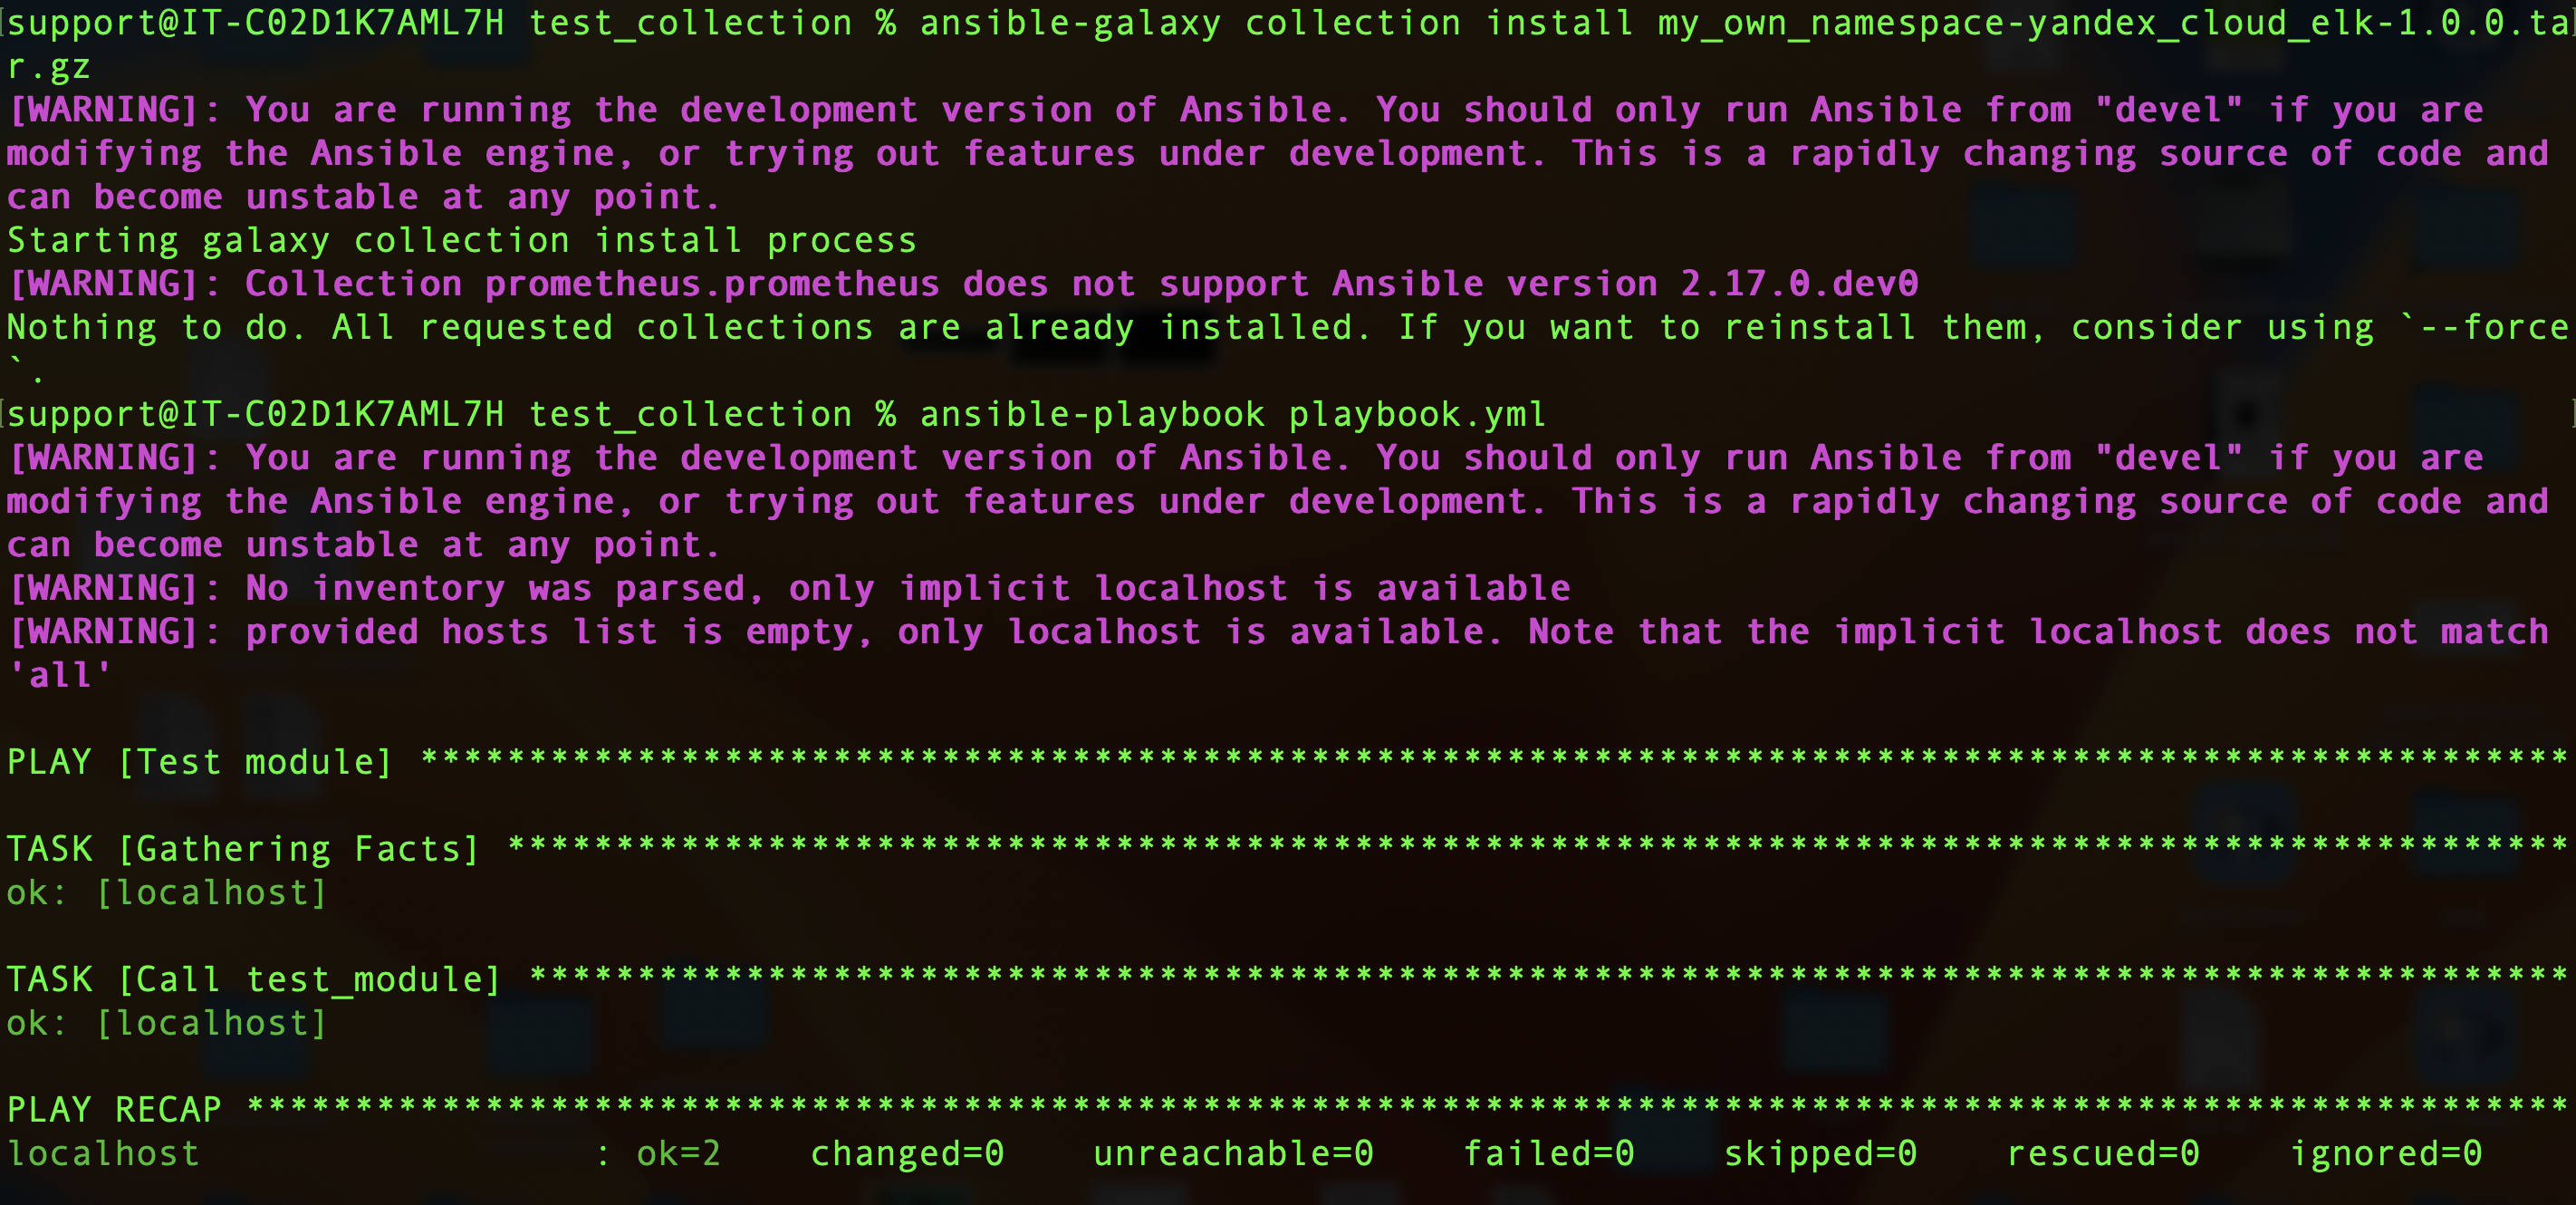 support@IT-C02D1K7AML7H test_collection % ansible-galaxy collection install my_own_namespace-yandex_cloud_elk-1.0.0.ta
r.gz
[WARNING]: You are running the development version of Ansible. You should only run Ansible from "devel" if you are
modifying the Ansible engine, or trying out features under development. This is a rapidly changing source of code and
can become unstable at any point.
Starting galaxy collection install process
[WARNING]: Collection prometheus.prometheus does not support Ansible version 2.17.0.dev0
Nothing to do. All requested collections are already installed. If you want to reinstall them, consider using `--force
`.
support@IT-C02D1K7AML7H test_collection % ansible-playbook playbook.yml
[WARNING]: You are running the development version of Ansible. You should only run Ansible from "devel" if you are
modifying the Ansible engine, or trying out features under development. This is a rapidly changing source of code and
can become unstable at any point.
[WARNING]: No inventory was parsed, only implicit localhost is available
[WARNING]: provided hosts list is empty, only localhost is available. Note that the implicit localhost does not match
'all'
PLAY [Test module] ***************************************************************************************************
TASK [Gathering Facts] ***********************************************************************************************
ok: [localhost]
TASK [Call test_module] **********************************************************************************************
ok: [localhost]
PLAY RECAP ***********************************************************************************************************
localhost                  : ok=2    changed=0    unreachable=0    failed=0    skipped=0    rescued=0    ignored=0